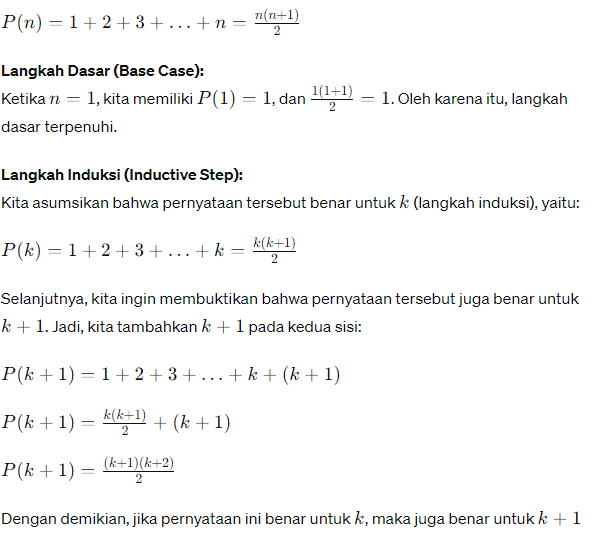 P(n) = 1 + 2 + 3 + … + n = \frac{n(n+1)}{2}
Langkah Dasar (Base Case):
Ketika n = 1, kita memiliki P(1) = 1, dan \frac{1(1+1)}{2} = 1. Oleh karena itu, langkah
dasar terpenuhi.
Langkah Induksi (Inductive Step):
Kita asumsikan bahwa pernyataan tersebut benar untuk k (langkah induksi), yaitu:
P(k) = 1 + 2 + 3 + … + k = \frac{k(k+1)}{2}
Selanjutnya, kita ingin membuktikan bahwa pernyataan tersebut juga benar untuk
k + 1. Jadi, kita tambahkan k + 1 pada kedua sisi:
P(k + 1) = 1 + 2 + 3 + … + k + (k + 1)
P(k + 1) = \frac{k(k+1)}{2} + (k + 1)
P(k + 1) = \frac{(k+1)(k+2)}{2}
Dengan demikian, jika pernyataan ini benar untuk k, maka juga benar untuk k + 1